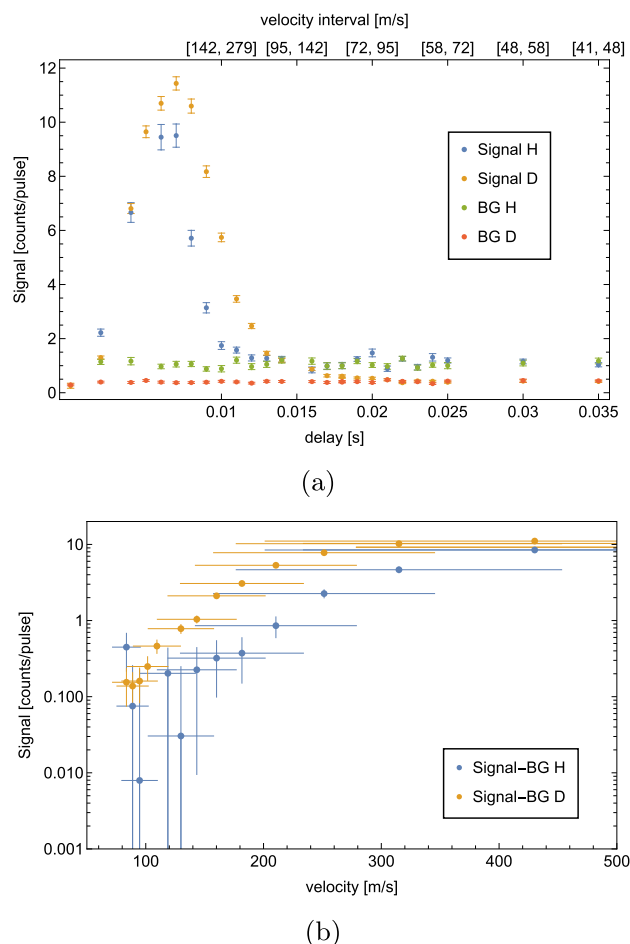 velocity interval [m/s]
[142, 279] [95, 142] [72, 95] [58, 72] [48, 58] [41, 48]
12
10
8
6
4
2
0
Signal [counts/pulse]
Signal H
Signal D
BG H
BG D
0.01 0.015 0.02 0.025 0.03 0.035
delay [s]
(a)
10
1
0.100
0.010
0.001
Signal [counts/pulse]
Signal-BG H
Signal-BG D
100 200 300 400 500
velocity [m/s]
(b)